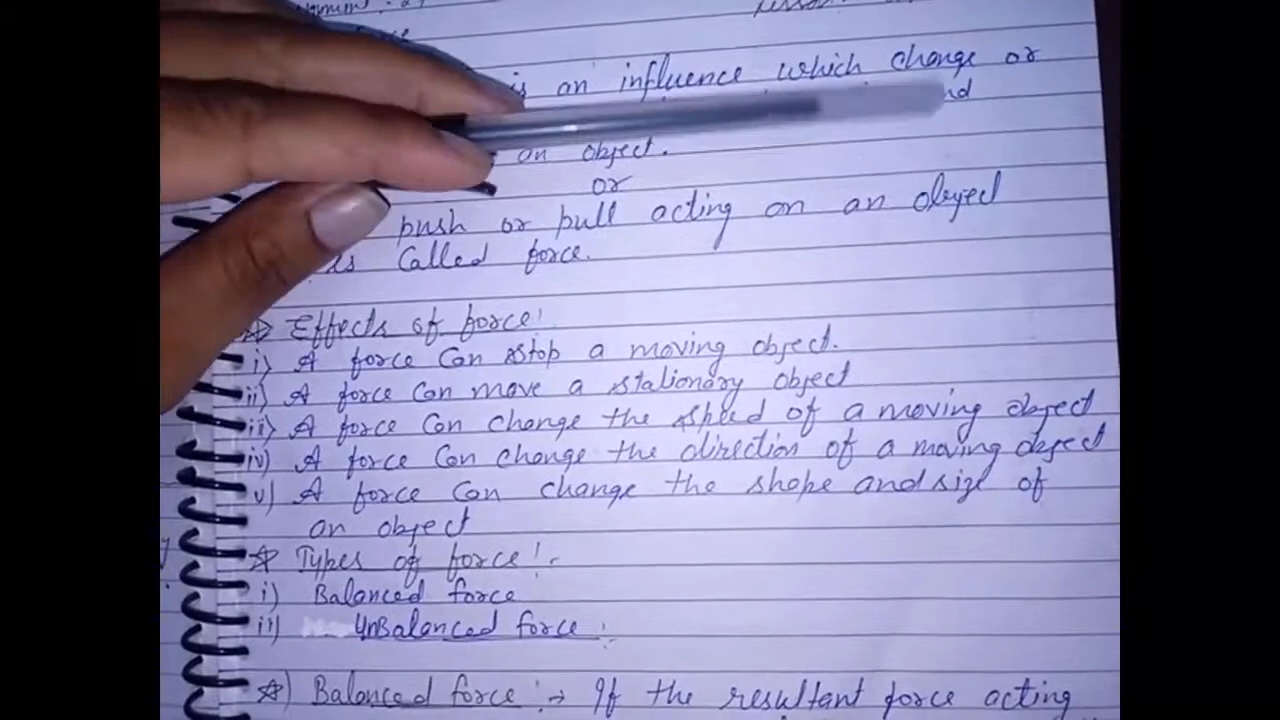 is an influence which change or
nd
an object.
or
push or pull acting on an object
is Called force.
☆ Effects of force!
i) A force Can stop a moving object.
ii) A force Can move a stationary object
ii) A force Can change the speed of a moving object
iv) A force Can change the direction of a moving object
v) A force Can change the shape and size of
an object
☆ Types of force!
i) Balanced force
ii) UnBalanced force :
☆) Balanced force :→ If the resultant force acting